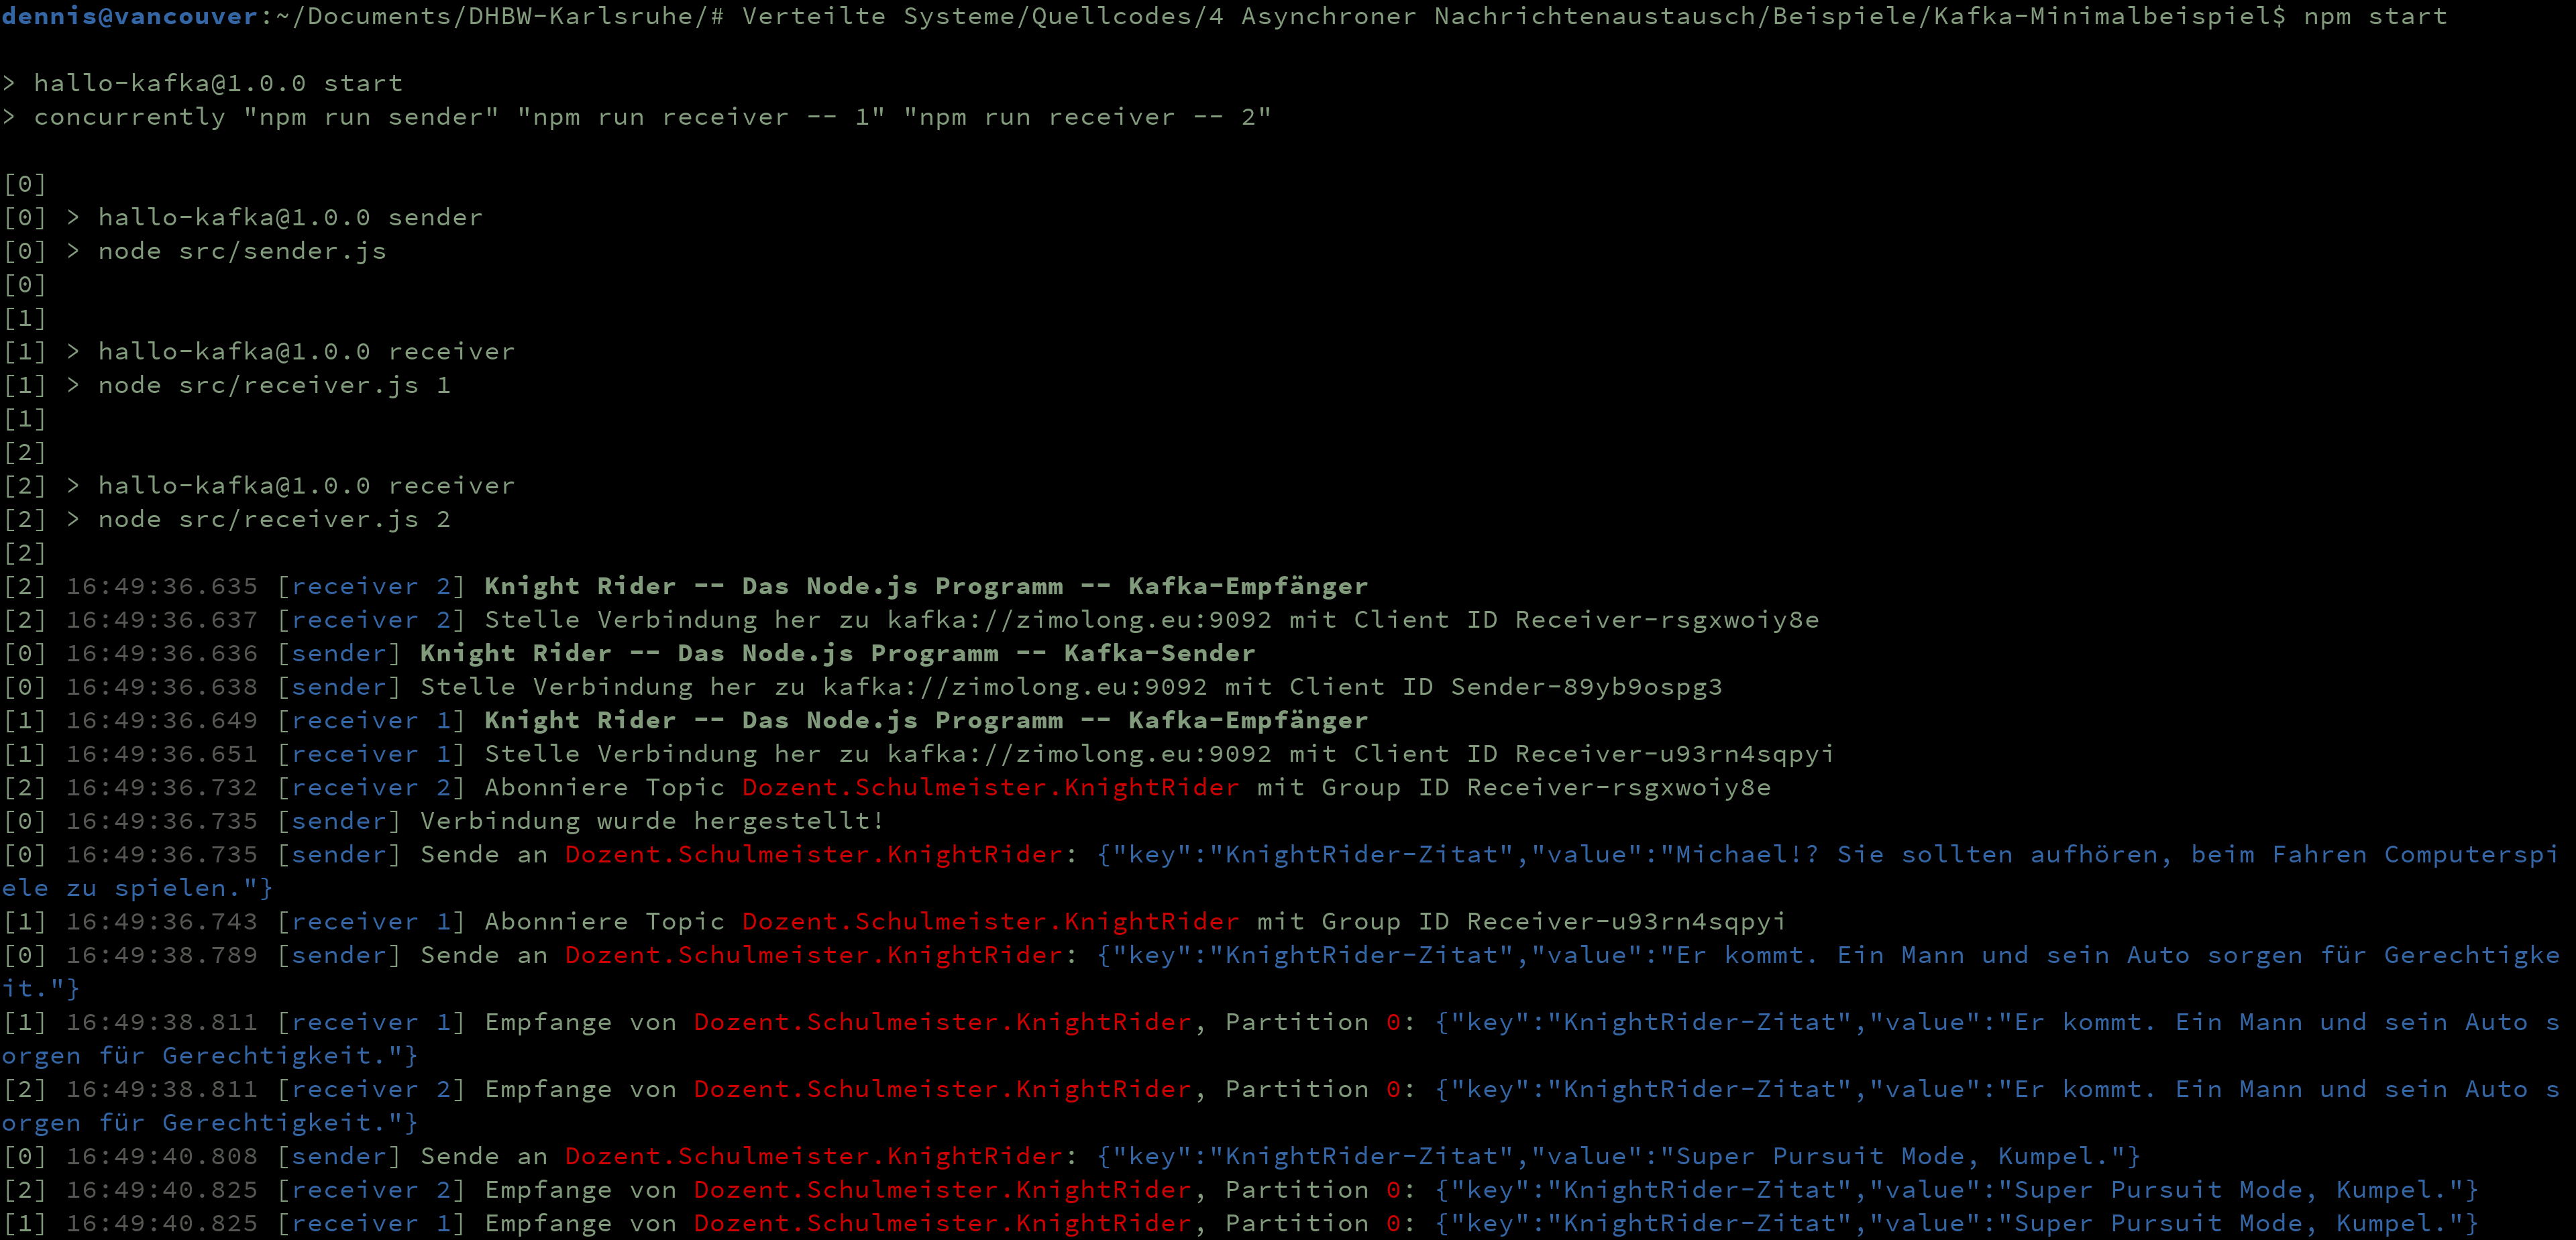 dennis@vancouver:~/Documents/DHBW-Karlsruhe/# Verteilte Systeme/Quellcodes/4 Asynchroner Nachrichtenaustausch/Beispiele/Kafka-Minimalbeispiel$ npm start
> hallo-kafka@1.0.0 start
> concurrently "npm run sender" "npm run receiver -- 1" "npm run receiver -- 2"
[0]
[0] > hallo-kafka@1.0.0 sender
[0] > node src/sender.js
[0]
[1]
[1] > hallo-kafka@1.0.0 receiver
[1] > node src/receiver.js 1
[1]
[2]
[2] > hallo-kafka@1.0.0 receiver
[2] > node src/receiver.js 2
[2]
[2] 16:49:36.635 [receiver 2] Knight Rider -- Das Node.js Programm -- Kafka-Empfänger
[2] 16:49:36.637 [receiver 2] Stelle Verbindung her zu kafka://zimolong.eu:9092 mit Client ID Receiver-rsgxwoiy8e
[0] 16:49:36.636 [sender] Knight Rider -- Das Node.js Programm -- Kafka-Sender
[0] 16:49:36.638 [sender] Stelle Verbindung her zu kafka://zimolong.eu:9092 mit Client ID Sender-89yb9ospg3
[1] 16:49:36.649 [receiver 1] Knight Rider -- Das Node.js Programm -- Kafka-Empfänger
[1] 16:49:36.651 [receiver 1] Stelle Verbindung her zu kafka://zimolong.eu:9092 mit Client ID Receiver-u93rn4sqpyi
[2] 16:49:36.732 [receiver 2] Abonniere Topic Dozent.Schulmeister.KnightRider mit Group ID Receiver-rsgxwoiy8e
[0] 16:49:36.735 [sender] Verbindung wurde hergestellt!
[0] 16:49:36.735 [sender] Sende an Dozent.Schulmeister.KnightRider: {"key":"KnightRider-Zitat","value":"Michael!? Sie sollten aufhören, beim Fahren Computerspi
ele zu spielen."}
[1] 16:49:36.743 [receiver 1] Abonniere Topic Dozent.Schulmeister.KnightRider mit Group ID Receiver-u93rn4sqpyi
[0] 16:49:38.789 [sender] Sende an Dozent.Schulmeister.KnightRider: {"key":"KnightRider-Zitat","value":"Er kommt. Ein Mann und sein Auto sorgen für Gerechtigke
it."}
[1] 16:49:38.811 [receiver 1] Empfange von Dozent.Schulmeister.KnightRider, Partition 0: {"key":"KnightRider-Zitat","value":"Er kommt. Ein Mann und sein Auto s
orgen für Gerechtigkeit."}
[2] 16:49:38.811 [receiver 2] Empfange von Dozent.Schulmeister.KnightRider, Partition 0: {"key":"KnightRider-Zitat","value":"Er kommt. Ein Mann und sein Auto s
orgen für Gerechtigkeit."}
[0] 16:49:40.808 [sender] Sende an Dozent.Schulmeister.KnightRider: {"key":"KnightRider-Zitat","value":"Super Pursuit Mode, Kumpel."}
[2] 16:49:40.825 [receiver 2] Empfange von Dozent.Schulmeister.KnightRider, Partition 0: {"key":"KnightRider-Zitat","value":"Super Pursuit Mode, Kumpel."}
[1] 16:49:40.825 [receiver 1] Empfange von Dozent.Schulmeister.KnightRider, Partition 0: {"key":"KnightRider-Zitat","value":"Super Pursuit Mode, Kumpel."}